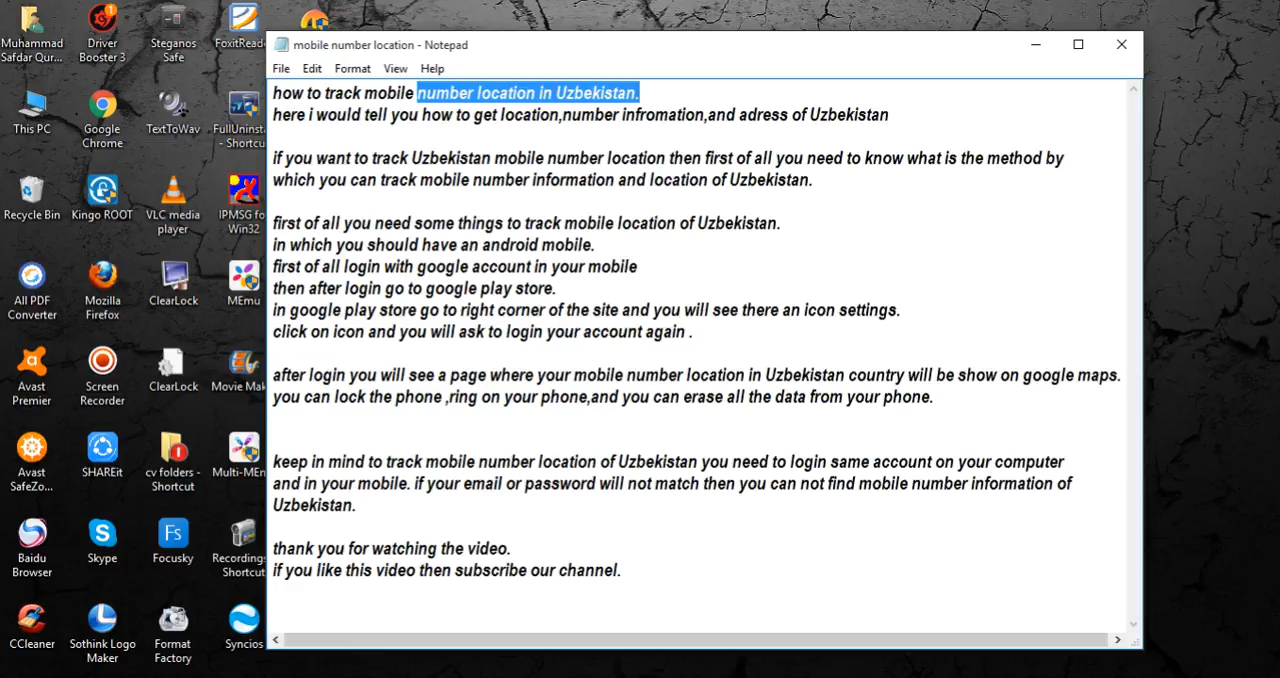 Muhammad Safdar Qur...
Driver Booster 3
Steganos Safe
FoxitReade
This PC
Google Chrome
TextToWav
FullUninst - Shortcu
Recycle Bin
Kingo ROOT
VLC media player
IPMSG fo Win32
All PDF Converter
Mozilla Firefox
ClearLock
MEmu
Avast Premier
Screen Recorder
ClearLock
Movie Mak
Avast SafeZo...
SHAREit
cv folders - Shortcut
Multi-MEn
Baidu Browser
Skype
Focusky
Recordings Shortcut
CCleaner
Sothink Logo Maker
Format Factory
Syncios
mobile number location - Notepad
File Edit Format View Help
how to track mobile number location in Uzbekistan.
here i would tell you how to get location,number infromation,and adress of Uzbekistan
if you want to track Uzbekistan mobile number location then first of all you need to know what is the method by
which you can track mobile number information and location of Uzbekistan.
first of all you need some things to track mobile location of Uzbekistan.
in which you should have an android mobile.
first of all login with google account in your mobile
then after login go to google play store.
in google play store go to right corner of the site and you will see there an icon settings.
click on icon and you will ask to login your account again .
after login you will see a page where your mobile number location in Uzbekistan country will be show on google maps.
you can lock the phone ,ring on your phone,and you can erase all the data from your phone.
keep in mind to track mobile number location of Uzbekistan you need to login same account on your computer
and in your mobile. if your email or password will not match then you can not find mobile number information of
Uzbekistan.
thank you for watching the video.
if you like this video then subscribe our channel.